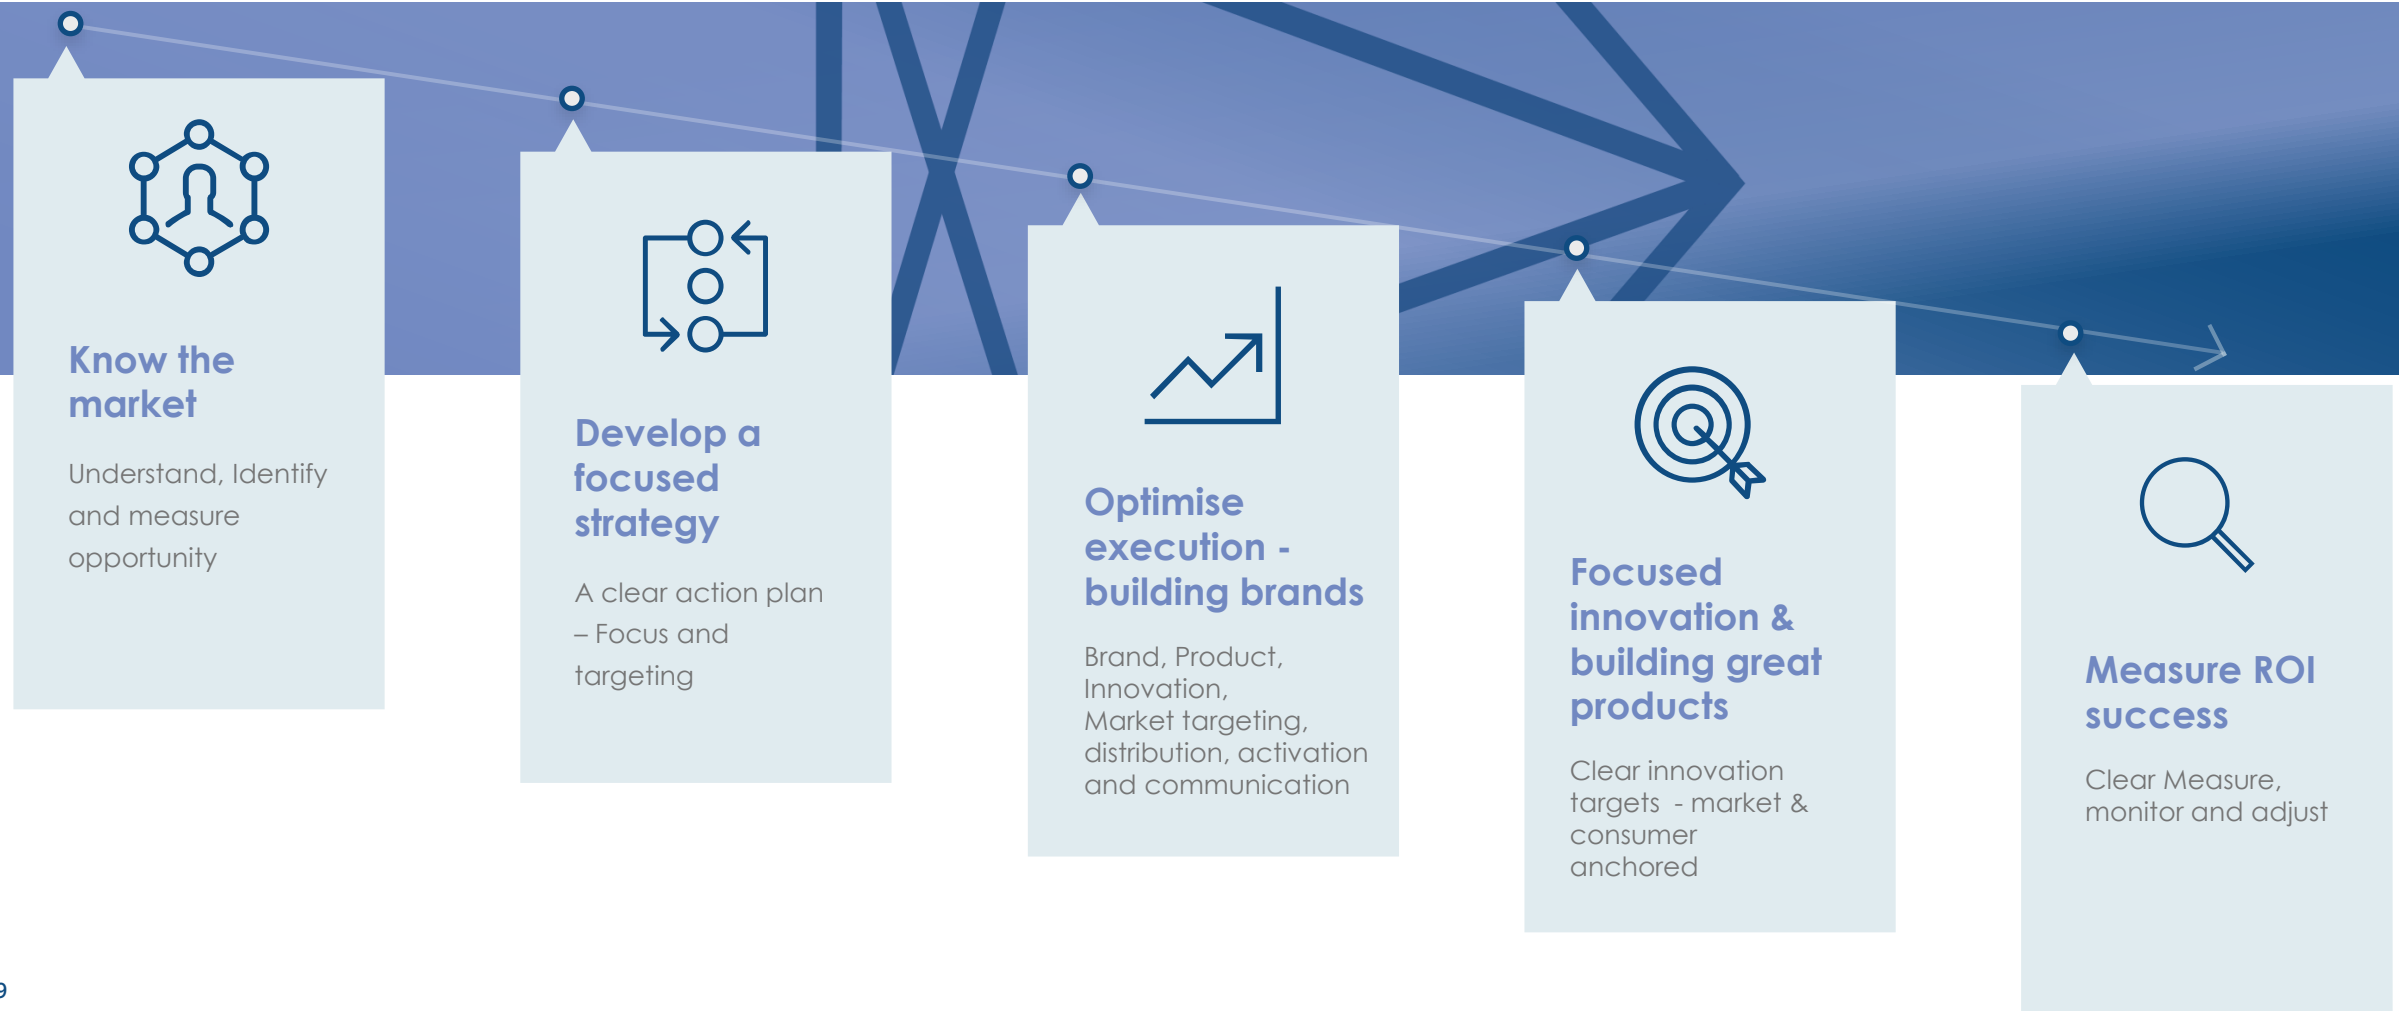 Know the
market
Understand, Identify
and measure
opportunity
Develop a
focused
strategy
A clear action plan
– Focus and
targeting
Optimise
execution -
building brands
Brand, Product,
Innovation,
Market targeting,
distribution, activation
and communication
Focused
innovation &
building great
products
Clear innovation
targets  - market &
consumer
anchored
Measure ROI
success
Clear Measure,
monitor and adjust
9